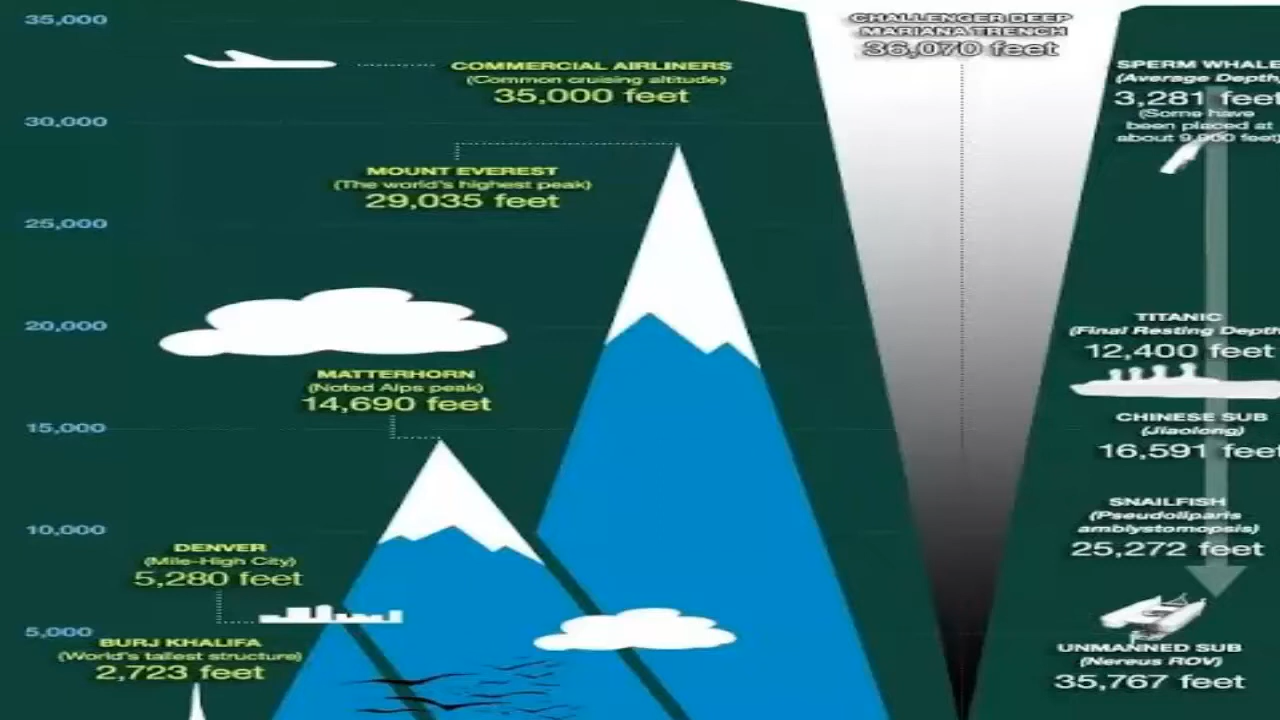 35,000
CHALLENGER DEEP
MARIANA TRENCH
36,070 feet
COMMERCIAL AIRLINERS
(Common cruising altitude)
35,000 feet
SPERM WHALE
(Average Depth
3,281 feet
(Some have
been placed at
about 9,900 feet)
30,000
MOUNT EVEREST
(The world's highest peak)
29,035 feet
25,000
20,000
TITANIC
(Final Resting Depth
12,400 feet
MATTERHORN
(Noted Alps peak)
14,690 feet
15,000
CHINESE SUB
(Jiaolong)
16,591 feet
10,000
SNAILFISH
(Pseudoliparis
amblystomopsis)
25,272 feet
DENVER
(Mile-High City)
5,280 feet
5,000
BURJ KHALIFA
(World's tallest structure)
2,723 feet
UNMANNED SUB
(Nereus ROV)
35,767 feet